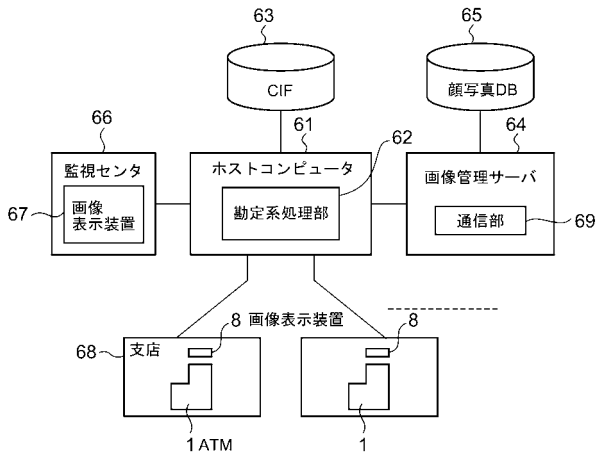 63
65
CIF
顔写真DB
66
61
62
64
監視センタ
ホストコンピュータ
画像管理サーバ
67
画像
表示装置
勘定系処理部
通信部
69
8 画像表示装置
8
68
支店
1 ATM
1